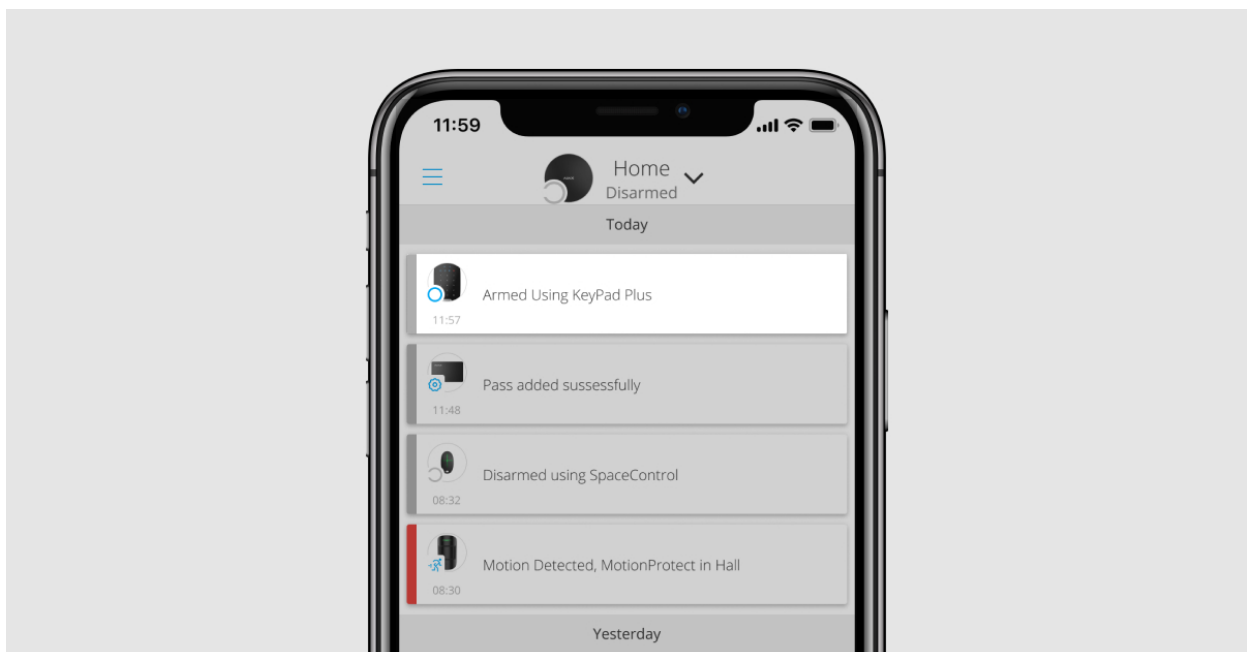 11:59
Home
Disarmed
Today
Armed Using KeyPad Plus
11:57
Pass added sussessfully
11:48
Disarmed using SpaceControl
08:32
Motion Detected, MotionProtect in Hall
08:30
Yesterday